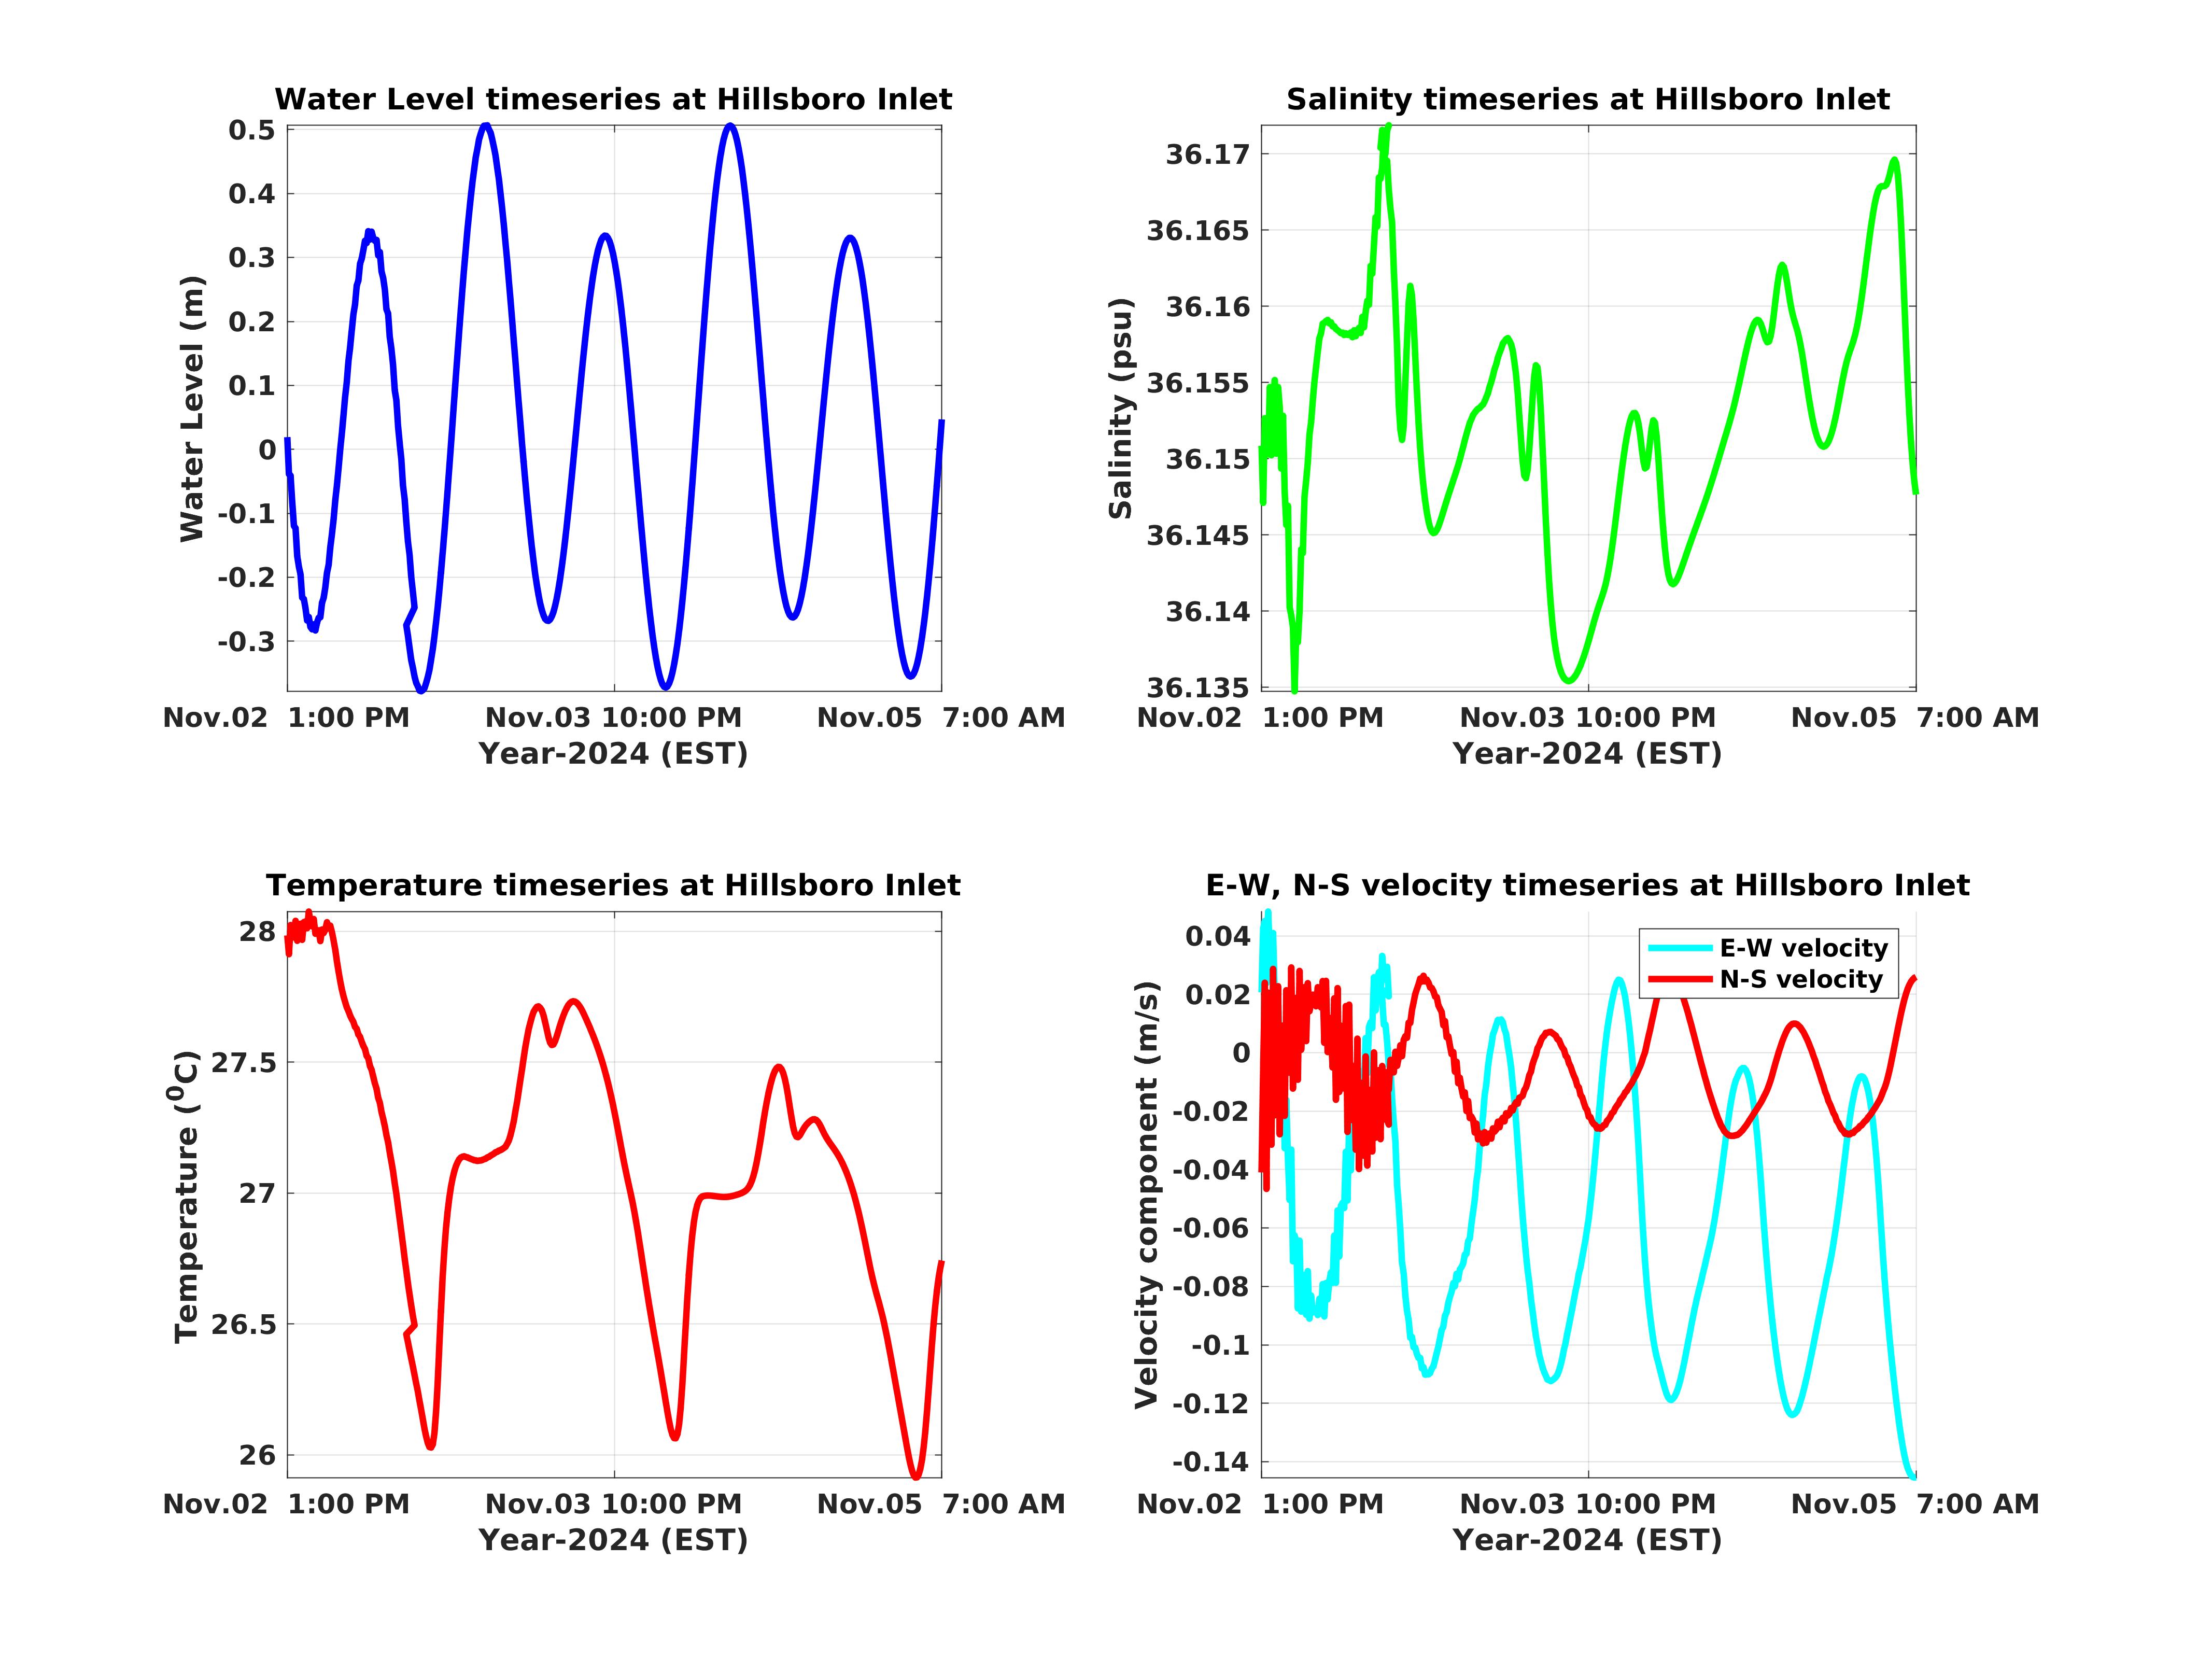 Water Level timeseries at Hillsboro Inlet
Water Level (m)
0.5
0.4
0.3
0.2
0.1
0
-0.1
-0.2
-0.3
Nov.02 1:00 PM
Nov.03 10:00 PM
Nov.05 7:00 AM
Year-2024 (EST)
Salinity timeseries at Hillsboro Inlet
Salinity (psu)
36.17
36.165
36.16
36.155
36.15
36.145
36.14
36.135
Nov.02 1:00 PM
Nov.03 10:00 PM
Nov.05 7:00 AM
Year-2024 (EST)
Temperature timeseries at Hillsboro Inlet
Temperature (⁰C)
28
27.5
27
26.5
26
Nov.02 1:00 PM
Nov.03 10:00 PM
Nov.05 7:00 AM
Year-2024 (EST)
E-W, N-S velocity timeseries at Hillsboro Inlet
Velocity component (m/s)
0.04
0.02
0
-0.02
-0.04
-0.06
-0.08
-0.1
-0.12
-0.14
E-W velocity
N-S velocity
Nov.02 1:00 PM
Nov.03 10:00 PM
Nov.05 7:00 AM
Year-2024 (EST)